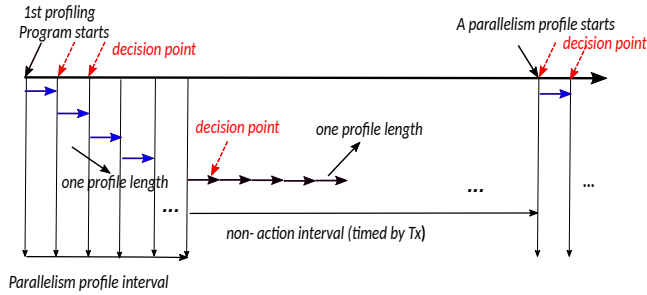 1st profiling
Program starts
decision point
A parallelism profile starts
decision point
decision point
one profile length
one profile length
...
...
...
non- action interval (timed by Tx)
Parallelism profile interval